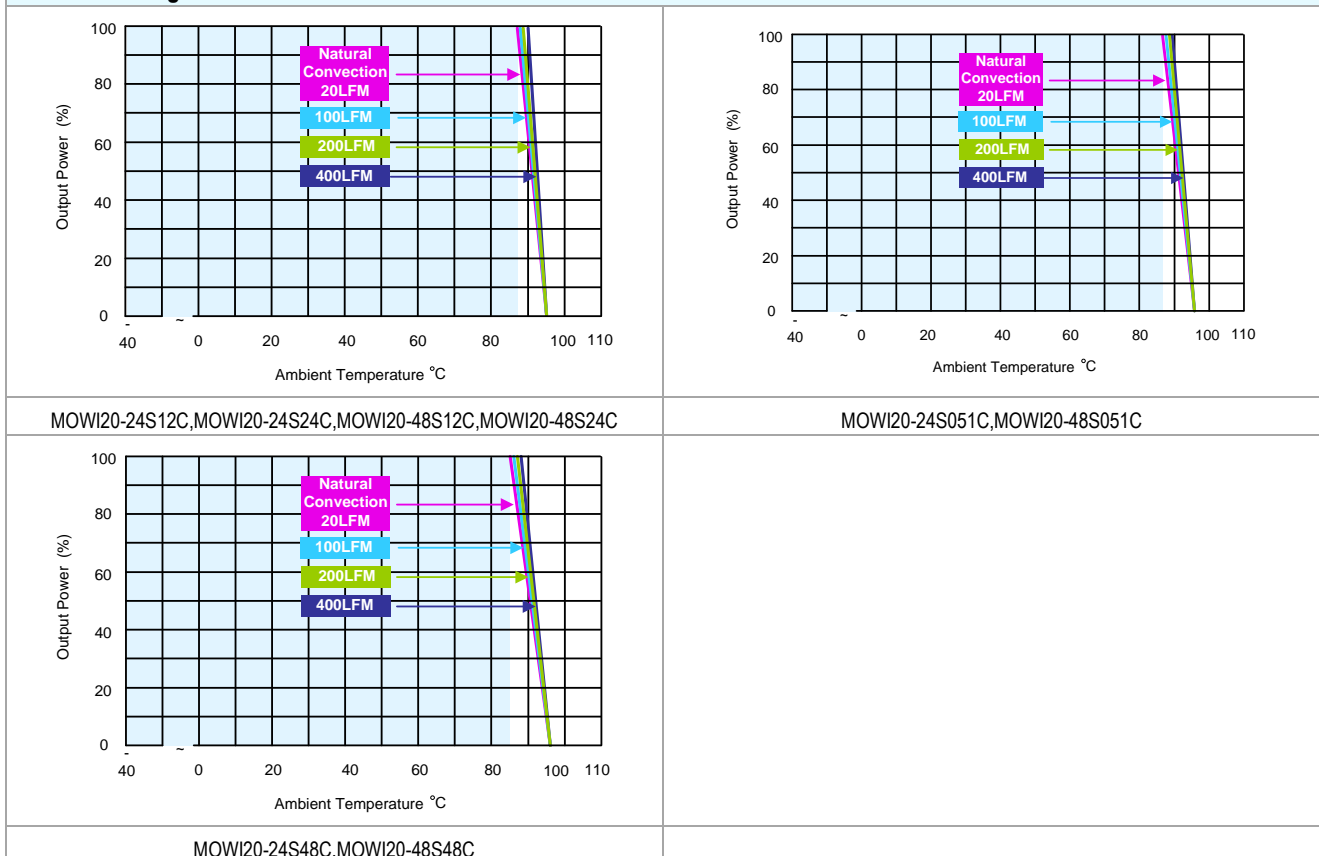 100
80
60
40
20
0
Output Power (%)
Natural
Convection
20LFM
100LFM
200LFM
400LFM
-
40
~
0
20
40
60
80
100
110
Ambient Temperature °C
100
80
60
40
20
0
Output Power (%)
Natural
Convection
20LFM
100LFM
200LFM
400LFM
-
40
~
0
20
40
60
80
100
110
Ambient Temperature °C
MOWI20-24S12C,MOWI20-24S24C,MOWI20-48S12C,MOWI20-48S24C
MOWI20-24S051C,MOWI20-48S051C
100
80
60
40
20
0
Output Power (%)
Natural
Convection
20LFM
100LFM
200LFM
400LFM
-
40
~
0
20
40
60
80
100
110
Ambient Temperature °C
MOWI20-24S48C,MOWI20-48S48C